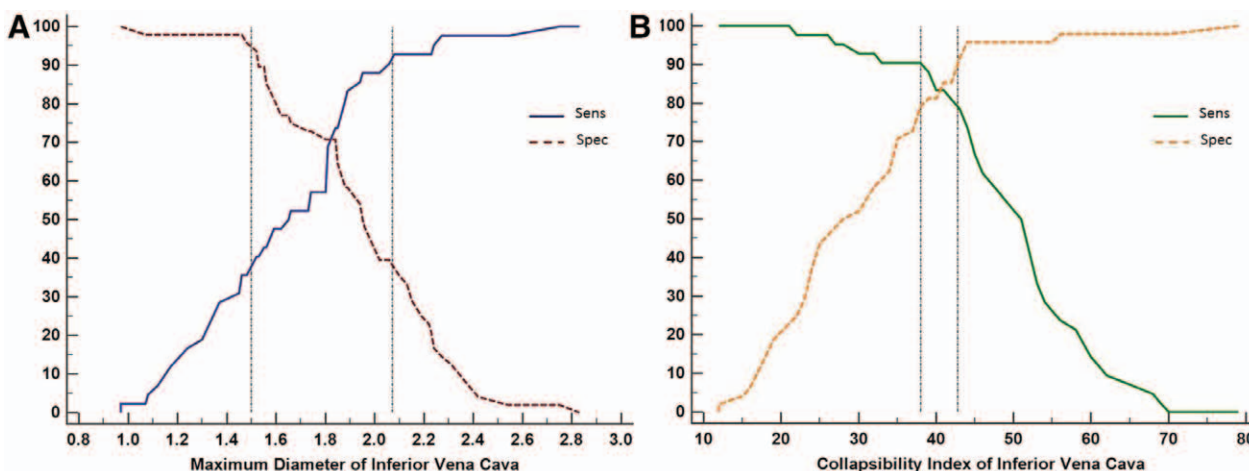 A
100
90
80
70
60
50
40
30
20
10
0
Sens
Spec
0.8 1.0 1.2 1.4 1.6 1.8 2.0 2.2 2.4 2.6 2.8 3.0
Maximum Diameter of Inferior Vena Cava
B
100
90
80
70
60
50
40
30
20
10
0
Sens
Spec
10 20 30 40 50 60 70 80
Collapsibility Index of Inferior Vena Cava